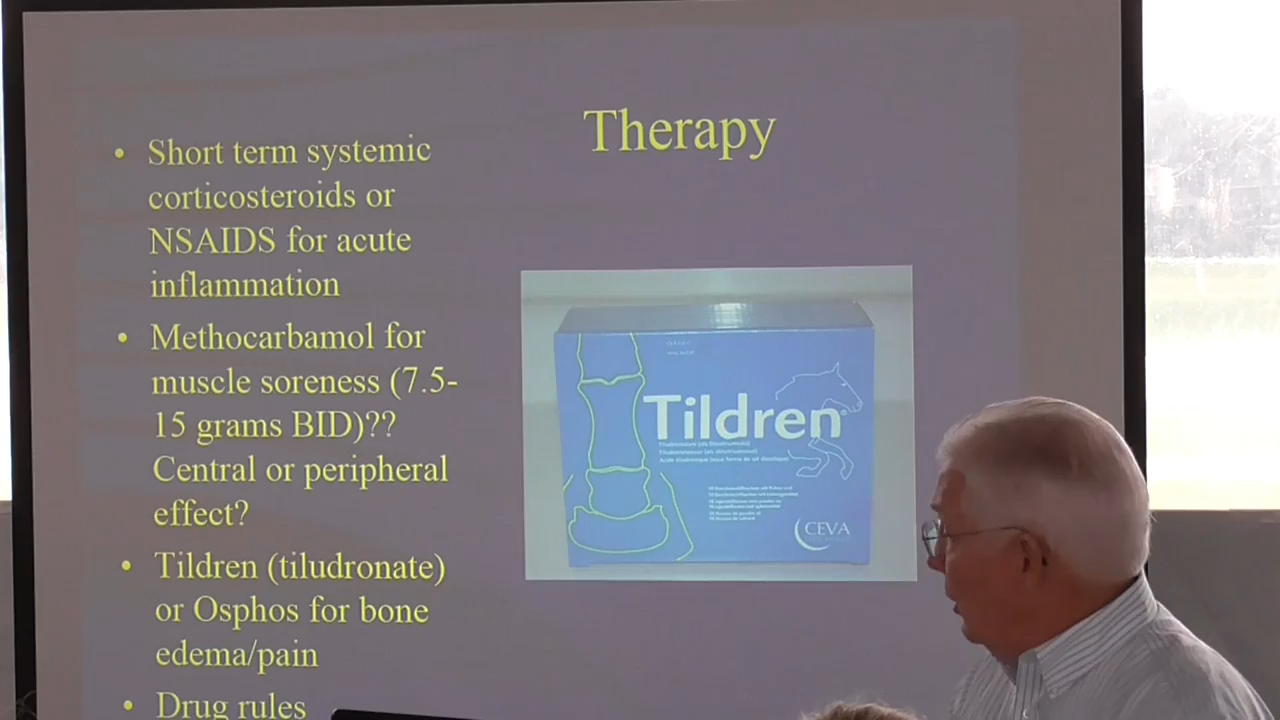 Therapy
• Short term systemic
corticosteroids or
NSAIDS for acute
inflammation
• Methocarbamol for
muscle soreness (7.5-
15 grams BID)??
Central or peripheral
effect?
• Tildren (tiludronate)
or Osphos for bone
edema/pain
• Drug rules
Tildren
CEVA